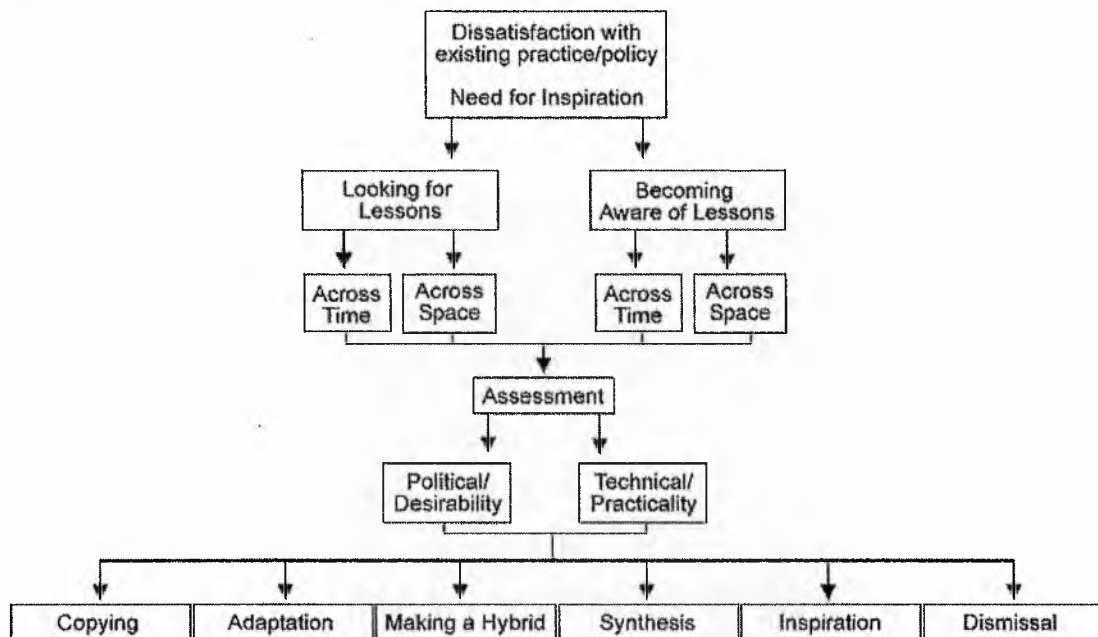 Dissatisfaction with
existing practice/policy
Need for Inspiration
Looking for
Lessons
Becoming
Aware of Lessons
Across
Time
Across
Space
Across
Time
Across
Space
Assessment
Political/
Desirability
Technical/
Practicality
Copying
Adaptation
Making a Hybrid
Synthesis
Inspiration
Dismissal